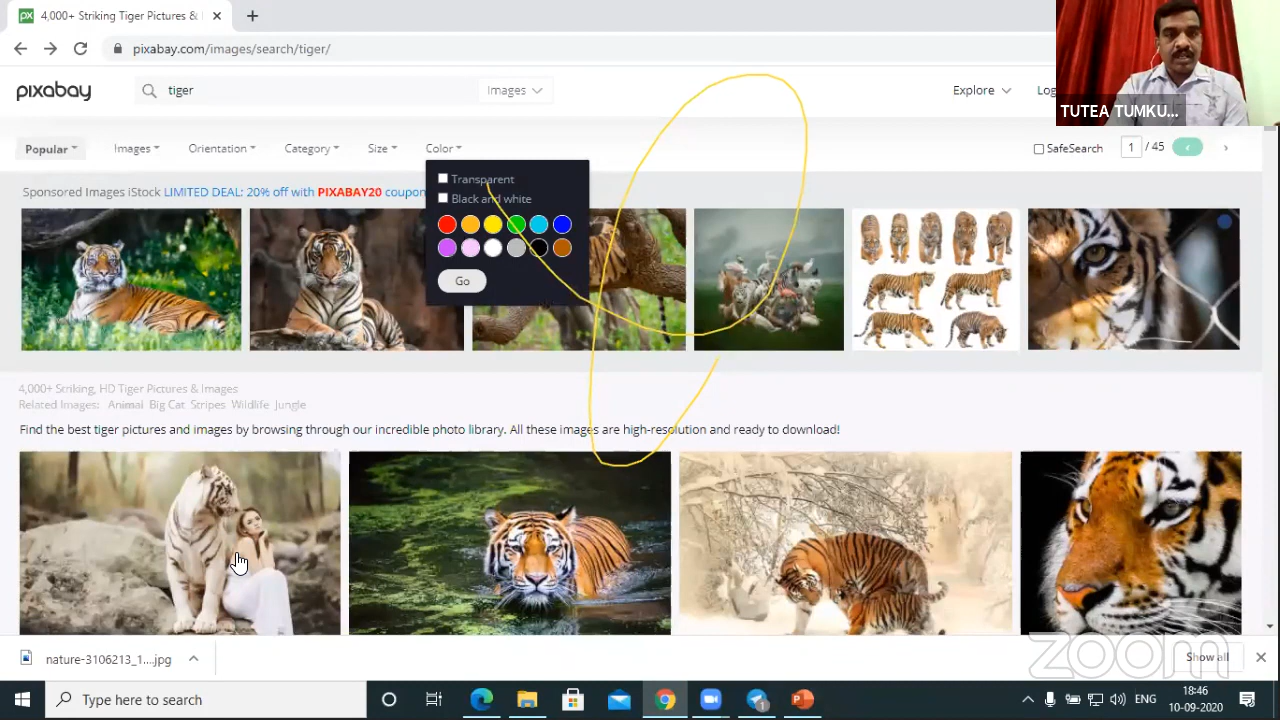 4,000+ Striking Tiger Pictures &
pixabay.com/images/search/tiger/
pixabay
tiger
Images
Explore
TUTEA TUMKU...
Popular
Images
Orientation
Category
Size
Color
SafeSearch
1
/ 45
Transparent
Black and white
Go
Sponsored Images iStock LIMITED DEAL: 20% off with PIXABAY20 coupon
4,000+ Striking, HD Tiger Pictures & Images
Related Images: Animal Big Cat Stripes Wildlife Jungle
Find the best tiger pictures and images by browsing through our incredible photo library. All these images are high-resolution and ready to download!
zoom
nature-3106213_1....jpg
Show all
Type here to search
1
ENG
18:46
10-09-2020